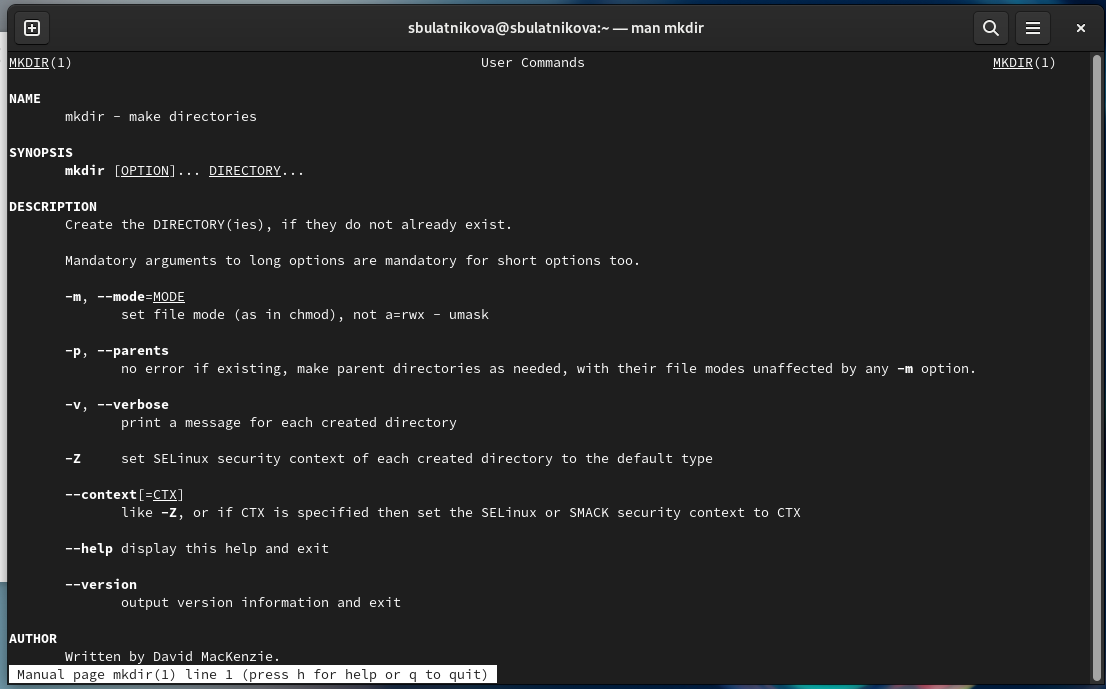 sbulatnikova@sbulatnikova:~ — man mkdir
MKDIR(1) User Commands MKDIR(1)
NAME
mkdir - make directories
SYNOPSIS
mkdir [OPTION]... DIRECTORY...
DESCRIPTION
Create the DIRECTORY(ies), if they do not already exist.
Mandatory arguments to long options are mandatory for short options too.
-m, --mode=MODE
set file mode (as in chmod), not a=rwx - umask
-p, --parents
no error if existing, make parent directories as needed, with their file modes unaffected by any -m option.
-v, --verbose
print a message for each created directory
-Z set SELinux security context of each created directory to the default type
--context[=CTX]
like -Z, or if CTX is specified then set the SELinux or SMACK security context to CTX
--help display this help and exit
--version
output version information and exit
AUTHOR
Written by David MacKenzie.
Manual page mkdir(1) line 1 (press h for help or q to quit)